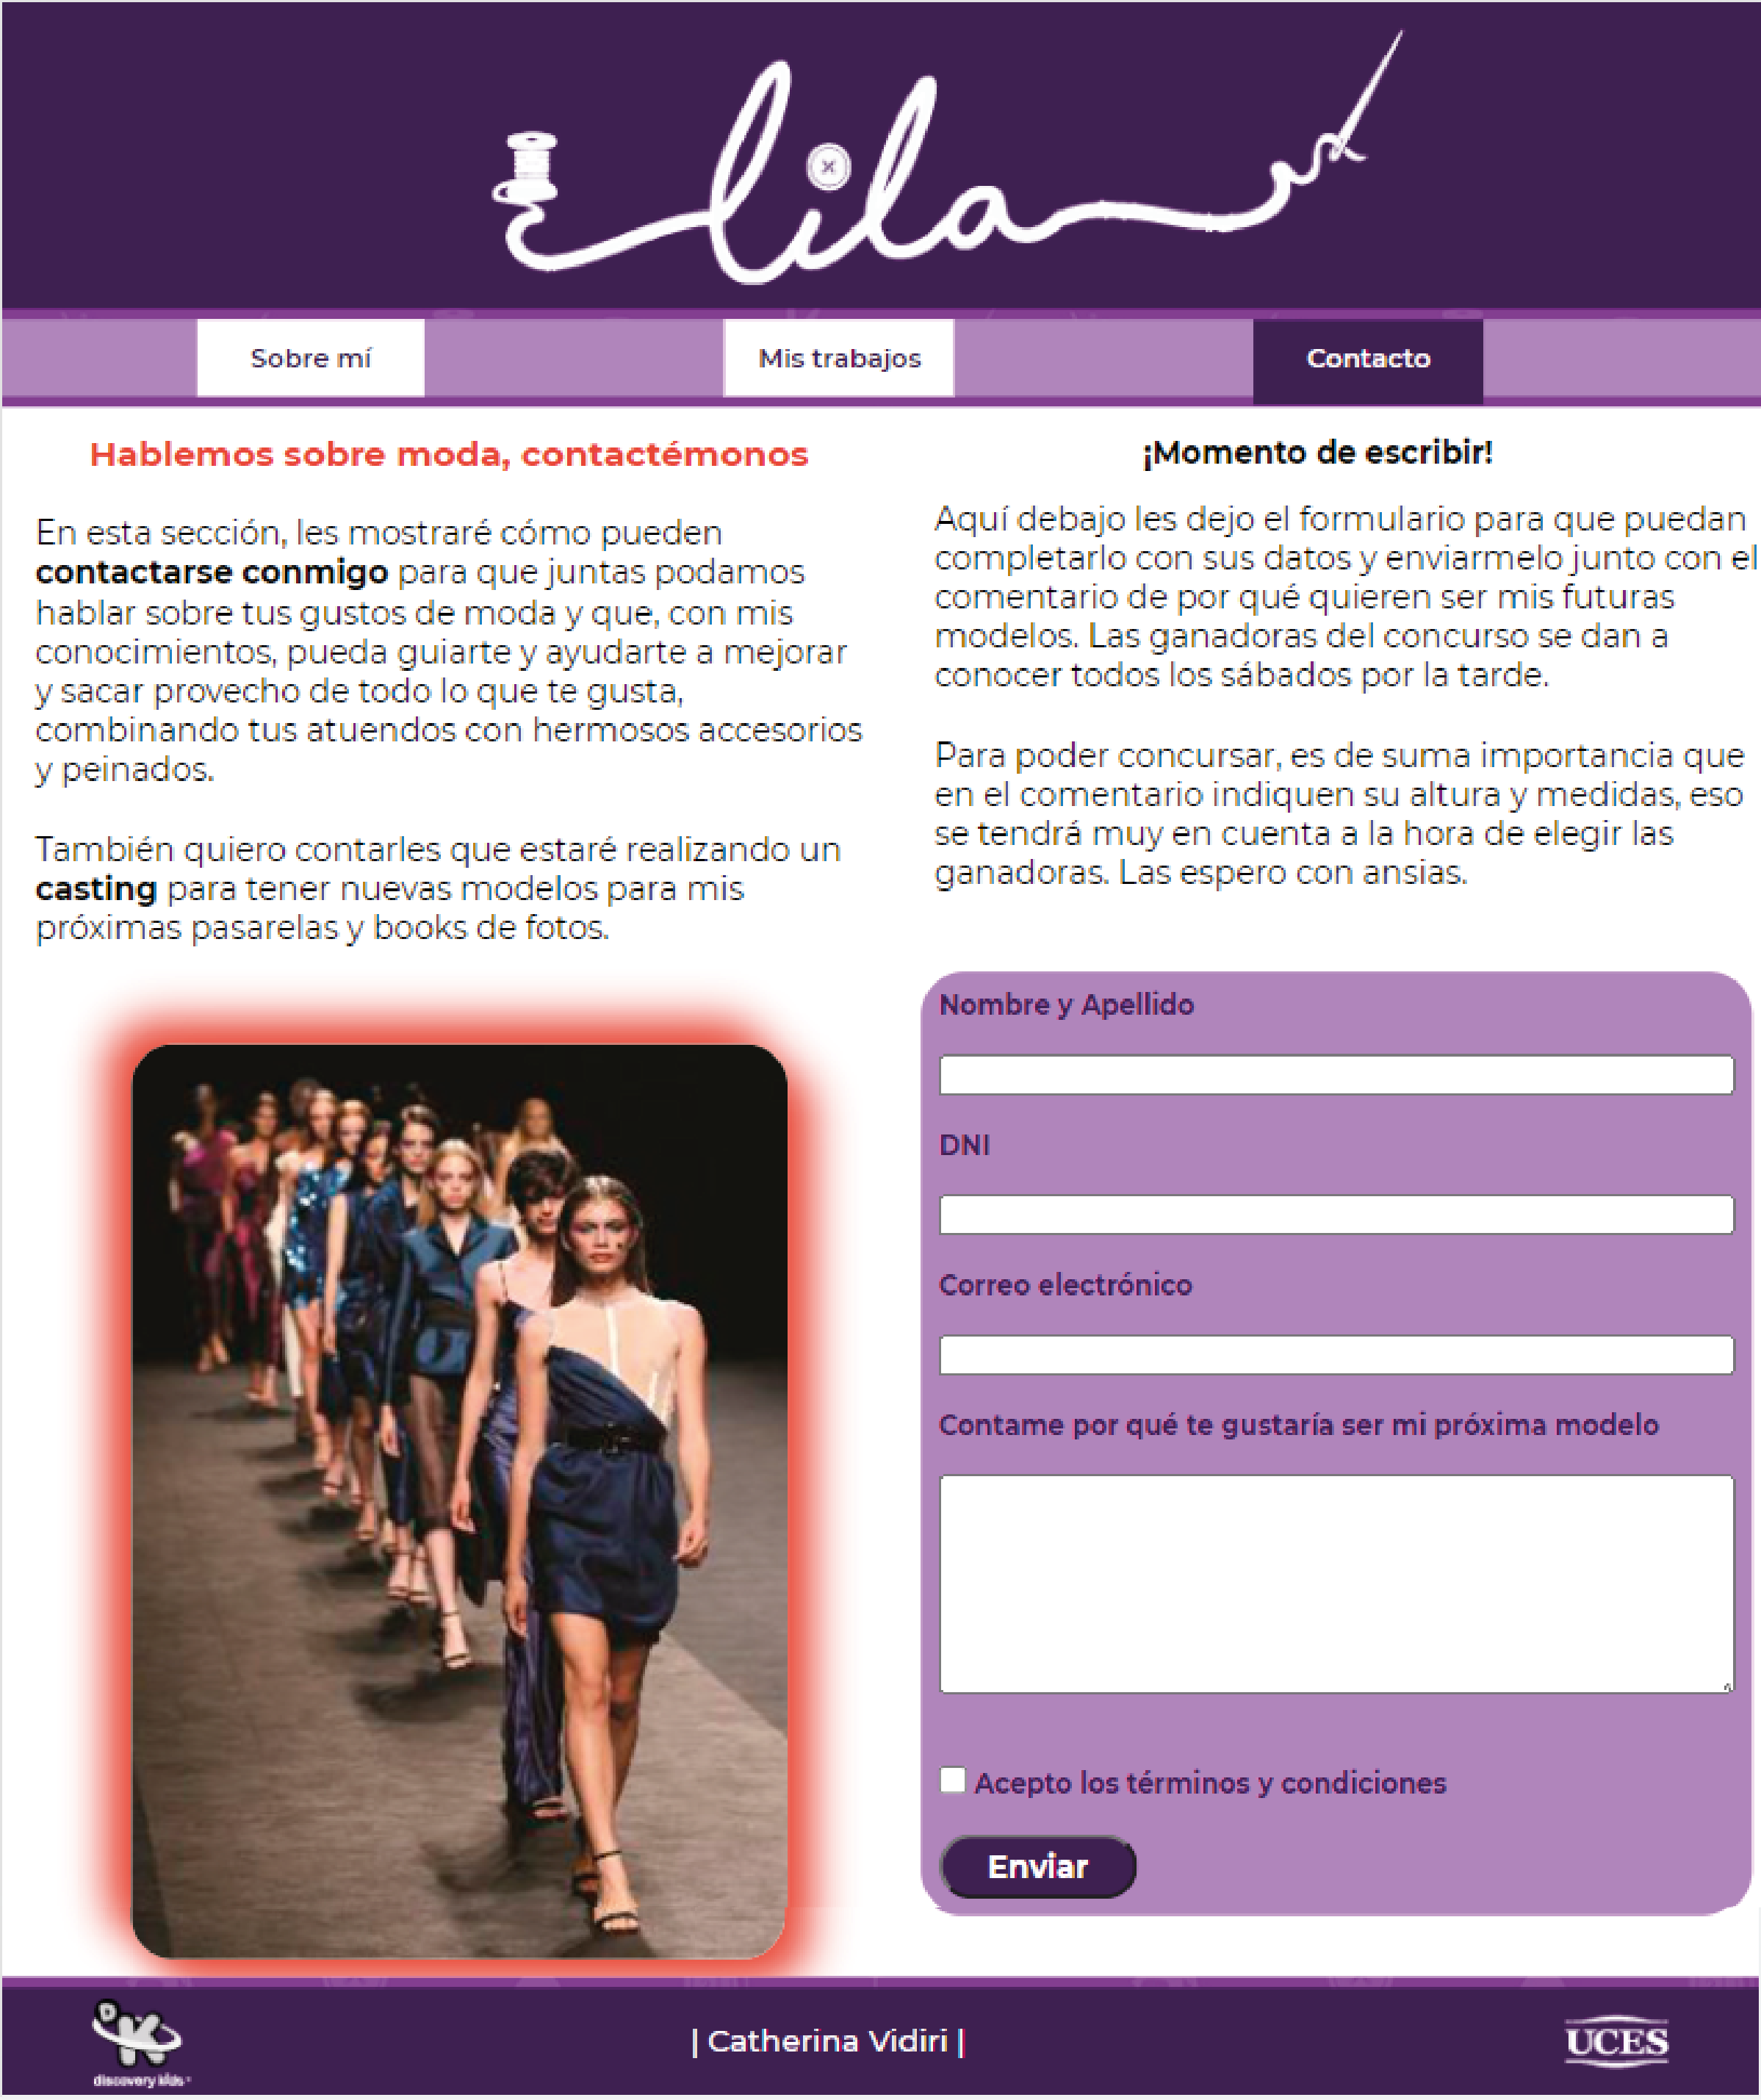 lila
Sobre mí
Mis trabajos
Contacto
Hablemos sobre moda, contactémonos
En esta sección, les mostraré cómo pueden
contactarse conmigo para que juntas podamos
hablar sobre tus gustos de moda y que, con mis
conocimientos, pueda guiarte y ayudarte a mejorar
y sacar provecho de todo lo que te gusta,
combinando tus atuendos con hermosos accesorios
y peinados.
También quiero contarles que estaré realizando un
casting para tener nuevas modelos para mis
próximas pasarelas y books de fotos.
¡Momento de escribir!
Aquí debajo les dejo el formulario para que puedan
completarlo con sus datos y enviarmelo junto con el
comentario de por qué quieren ser mis futuras
modelos. Las ganadoras del concurso se dan a
conocer todos los sábados por la tarde.
Para poder concursar, es de suma importancia que
en el comentario indiquen su altura y medidas, eso
se tendrá muy en cuenta a la hora de elegir las
ganadoras. Las espero con ansias.
Nombre y Apellido
DNI
Correo electrónico
Contame por qué te gustaría ser mi próxima modelo
Acepto los términos y condiciones
Enviar
DK
discovery kids
| Catherina Vidiri |
UCES